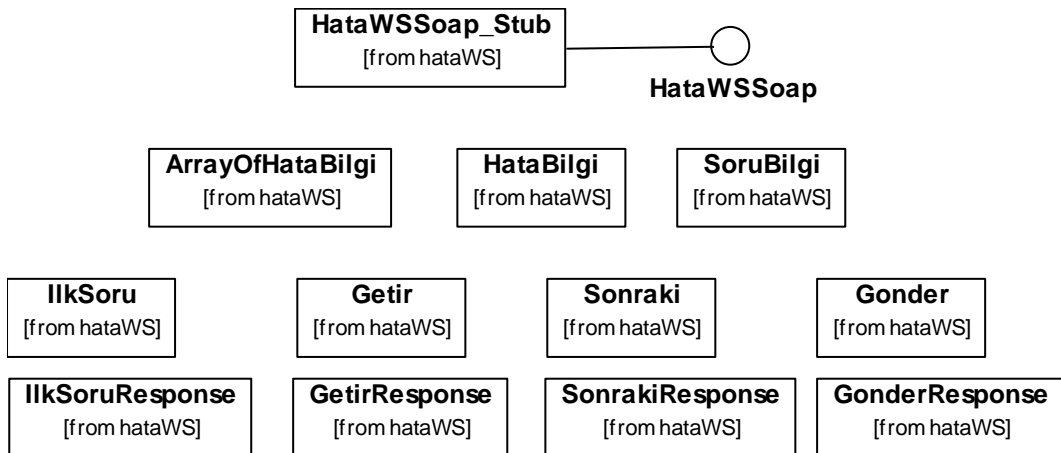 HataWSSoap_Stub
[from hataWS]
HataWSSoap
ArrayOfHataBilgi
[from hataWS]
HataBilgi
[from hataWS]
SoruBilgi
[from hataWS]
IlkSoru
[from hataWS]
Getir
[from hataWS]
Sonraki
[from hataWS]
Gonder
[from hataWS]
IlkSoruResponse
[from hataWS]
GetirResponse
[from hataWS]
SonrakiResponse
[from hataWS]
GonderResponse
[from hataWS]